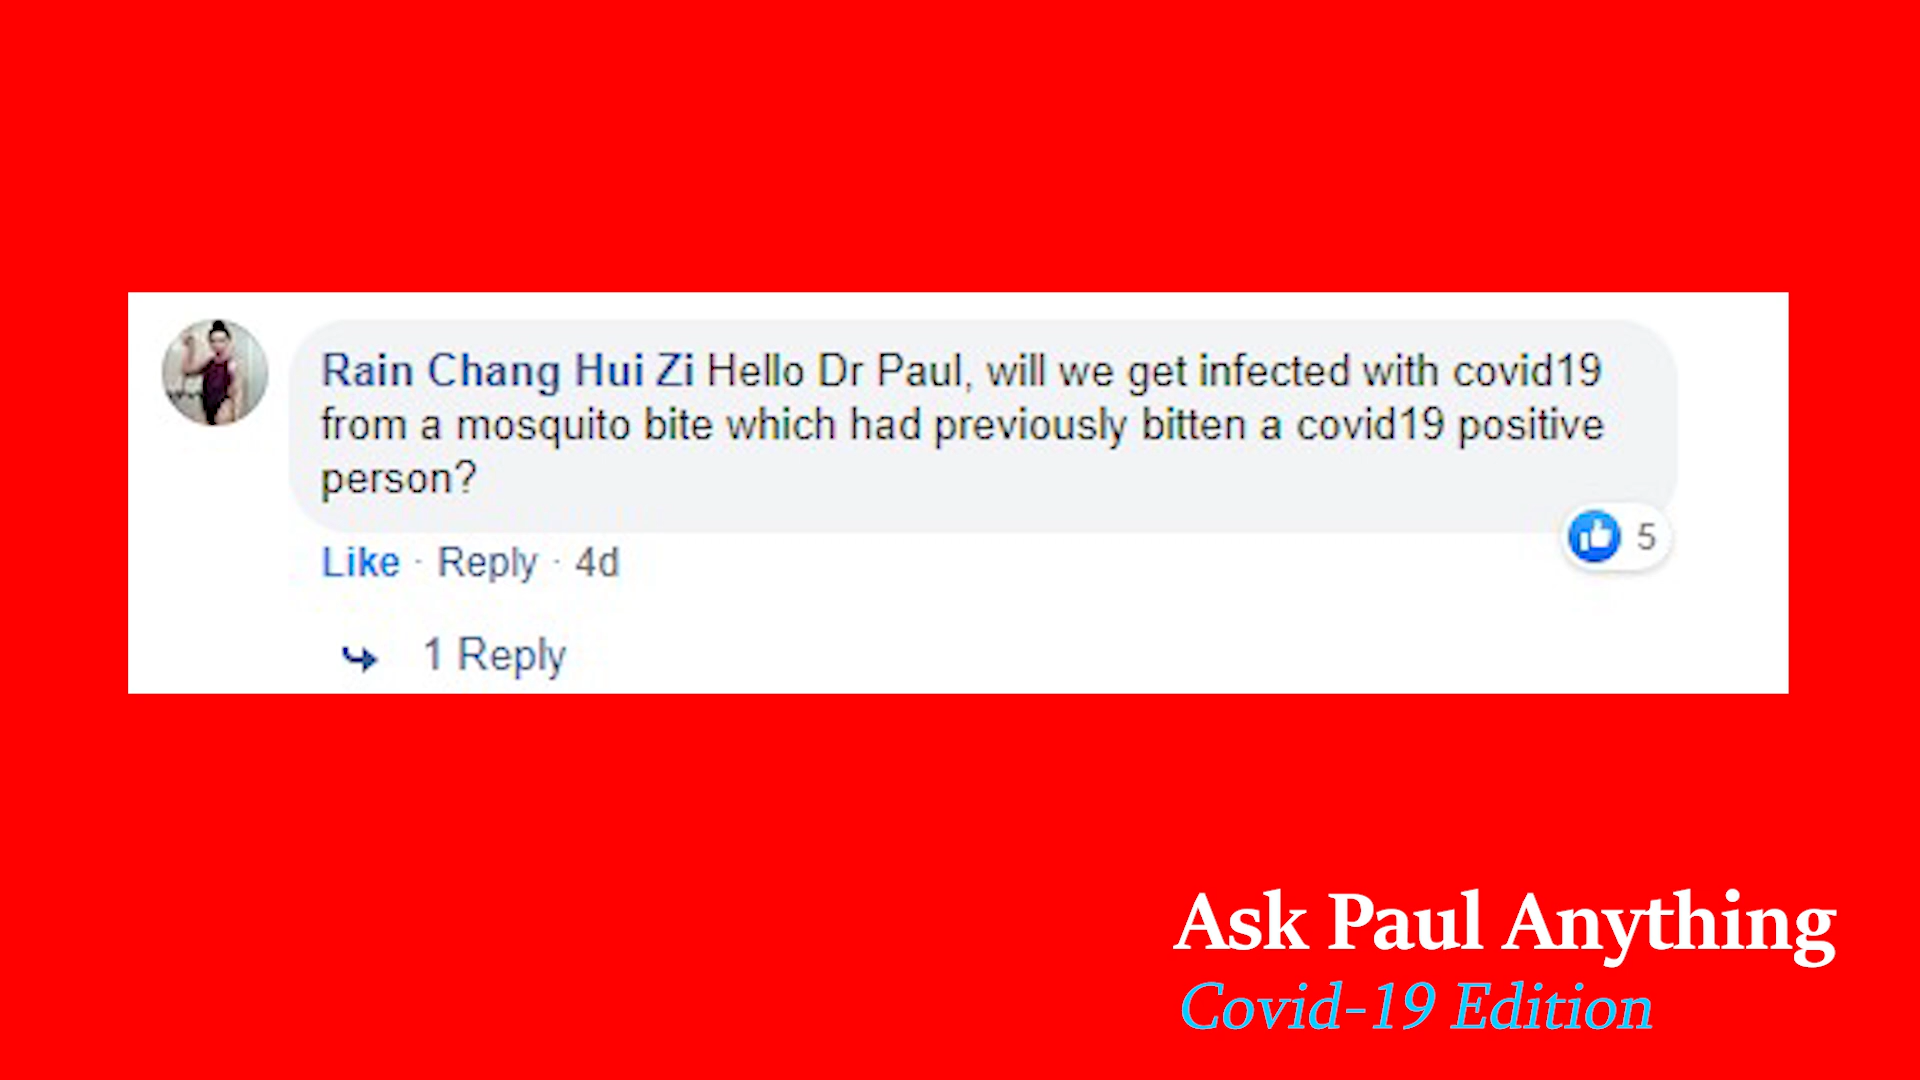 Rain Chang Hui Zi Hello Dr Paul, will we get infected with covid19
from a mosquito bite which had previously bitten a covid19 positive
person?
5
Like · Reply · 4d
1 Reply
Ask Paul Anything
Covid-19 Edition